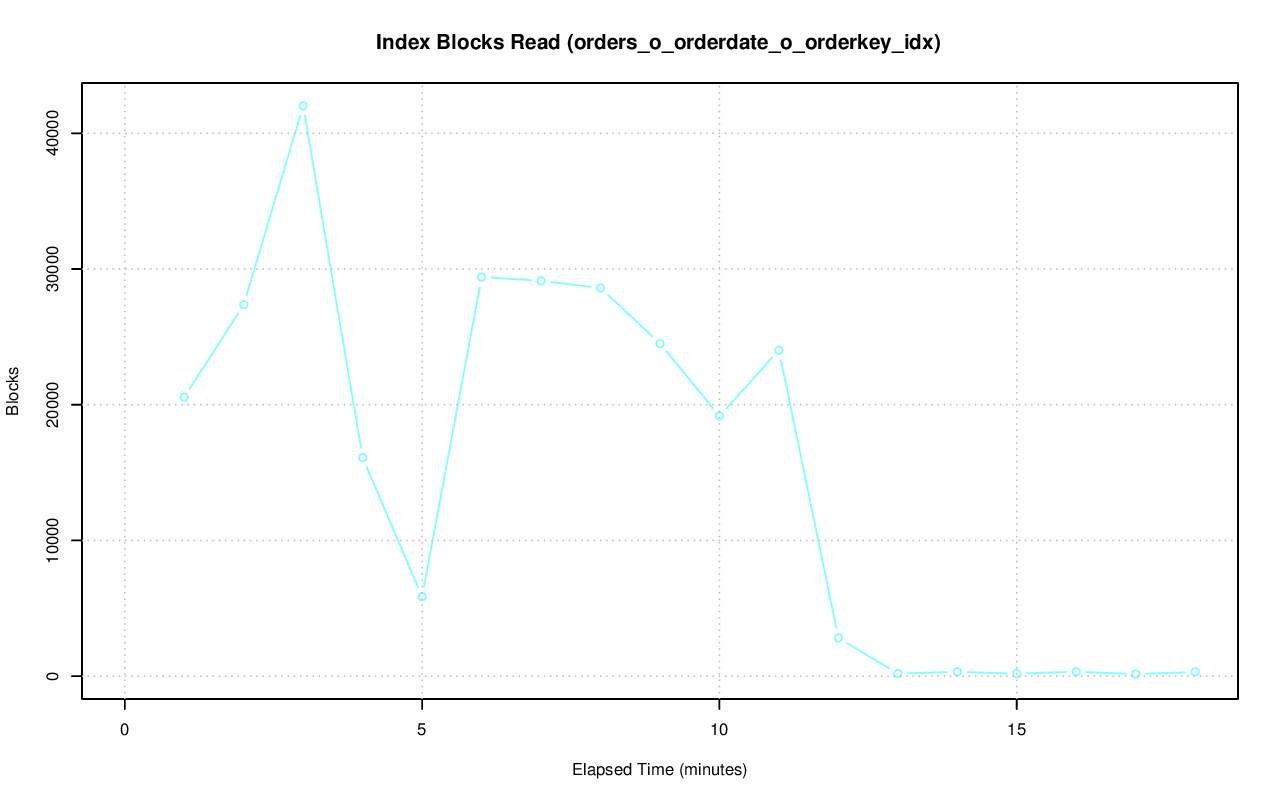 Index Blocks Read (orders_o_orderdate_o_orderkey_idx)
Blocks
40000
30000
20000
10000
0
0 5 10 15
Elapsed Time (minutes)